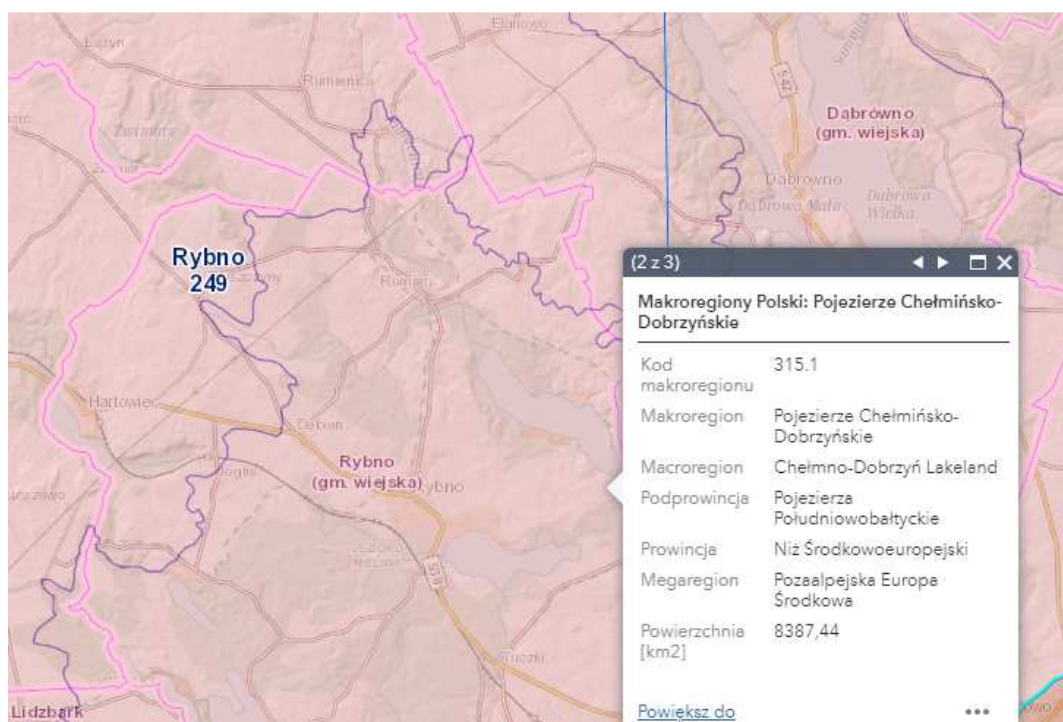 Łążyn
Elgnowo
Rumienica
542
Dąbrówno
(gm. wiejska)
Dąbrówno
Dąbrowa Mała
Dąbrowa
Wielka
Rybno
249
Rumian
Hartowiec
Dębień
Jeglia
Rybno
(gm. wiejska)
Rybno
538
Tuczki
Lidzbark
(2 z 3)
Makroregiony Polski: Pojezierze Chełmińsko-
Dobrzyńskie
Kod
makroregionu
315.1
Makroregion
Pojezierze Chełmińsko-
Dobrzyńskie
Macroregion
Chełmno-Dobrzyń Lakeland
Podprowincja
Pojezierza
Południowobałtyckie
Prowincja
Niż Środkowoeuropejski
Megaregion
Pozaalpejska Europa
Środkowa
Powierzchnia
[km2]
8387,44
Powiększ do